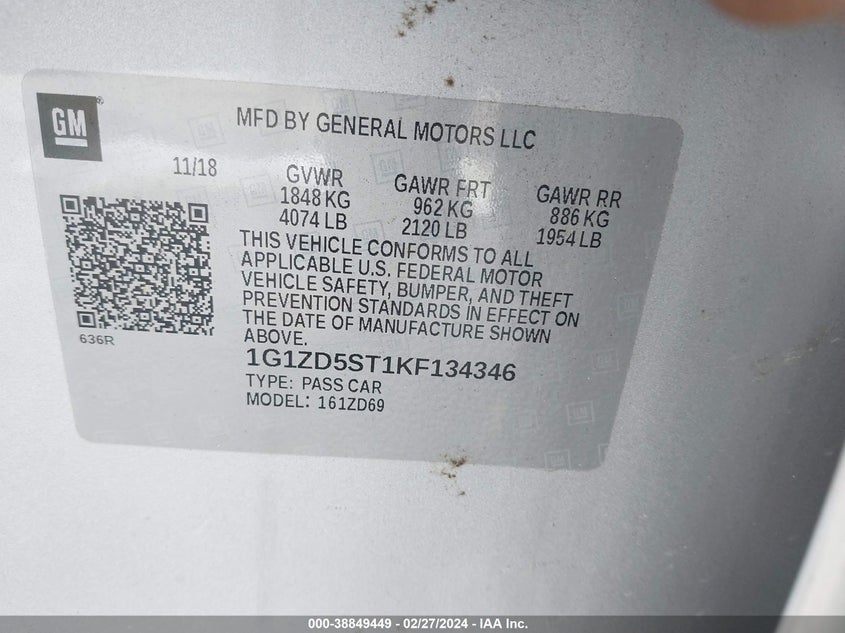 GM
MFD BY GENERAL MOTORS LLC
11/18
GVWR
1848 KG
4074 LB
GAWR FRT
962 KG
2120 LB
GAWR RR
886 KG
1954 LB
THIS VEHICLE CONFORMS TO ALL
APPLICABLE U.S. FEDERAL MOTOR
VEHICLE SAFETY, BUMPER, AND THEFT
PREVENTION STANDARDS IN EFFECT ON
THE DATE OF MANUFACTURE SHOWN
ABOVE.
636R
1G1ZD5ST1KF134346
TYPE: PASS CAR
MODEL: 161ZD69
000-38849449 - 02/27/2024 - IAA Inc.